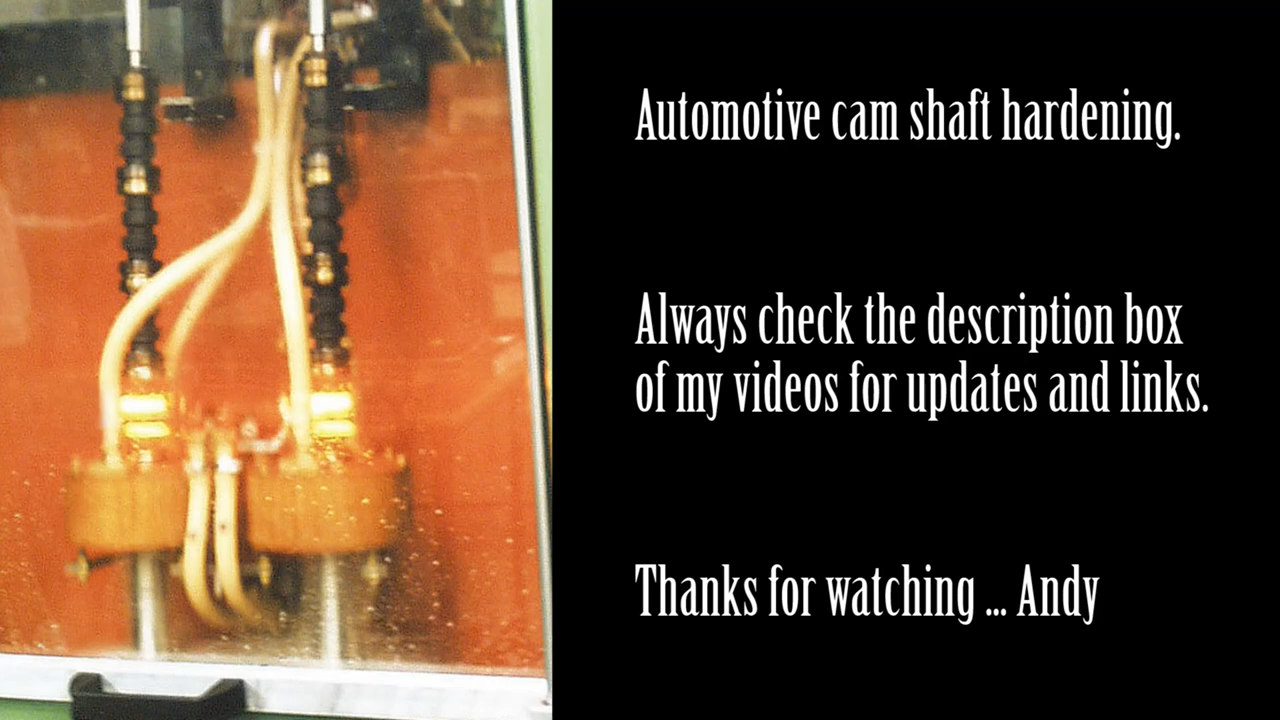 Automotive cam shaft hardening.
Always check the description box
of my videos for updates and links.
Thanks for watching ... Andy